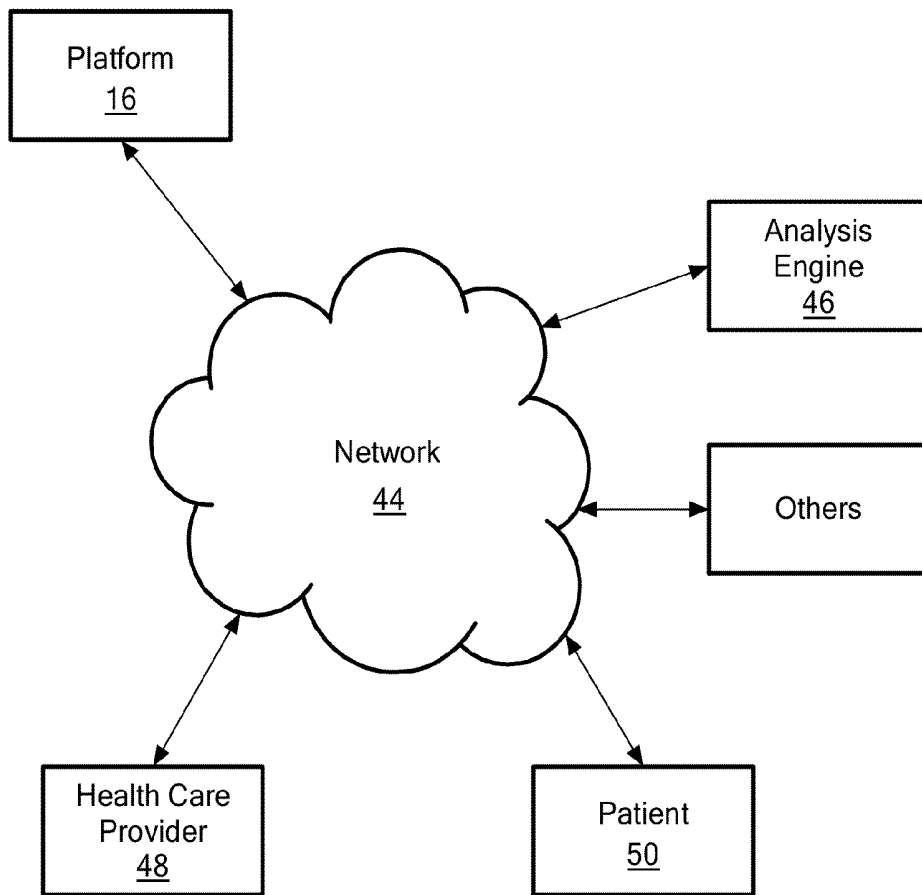 Platform
16
Analysis
Engine
46
Network
44
Others
Health Care
Provider
48
Patient
50